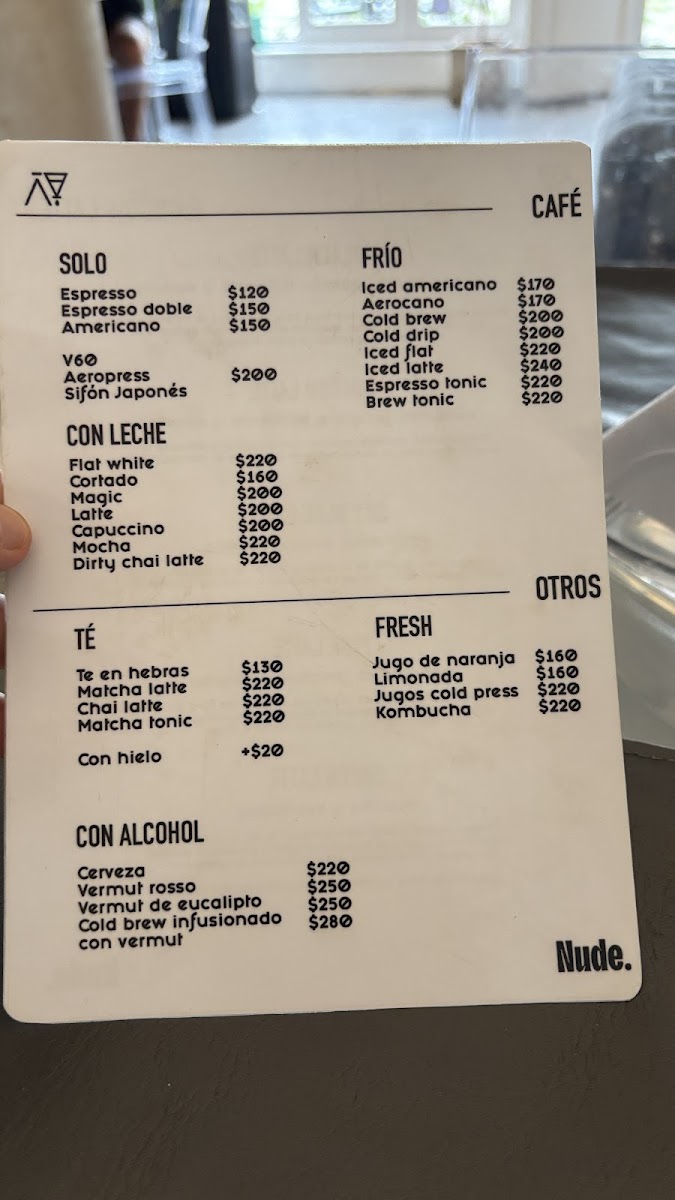 CAFÉ
SOLO
Espresso $120
Espresso doble $150
Americano $150
V60
Aeropress $200
Sifón Japonés
CON LECHE
Flat white $220
Cortado $160
Magic $200
Latte $200
Capuccino $200
Mocha $220
Dirty chai latte $220
FRÍO
Iced americano $170
Aerocano $170
Cold brew $200
Cold drip $200
Iced flat $220
Iced latte $240
Espresso tonic $220
Brew tonic $220
OTROS
TÉ
Te en hebras $130
Matcha latte $220
Chai latte $220
Matcha tonic $220
Con hielo +$20
FRESH
Jugo de naranja $160
Limonada $160
Jugos cold press $220
Kombucha $220
CON ALCOHOL
Cerveza $220
Vermut rosso $250
Vermut de eucalipto $250
Cold brew infusionado $280
con vermut
Nude.